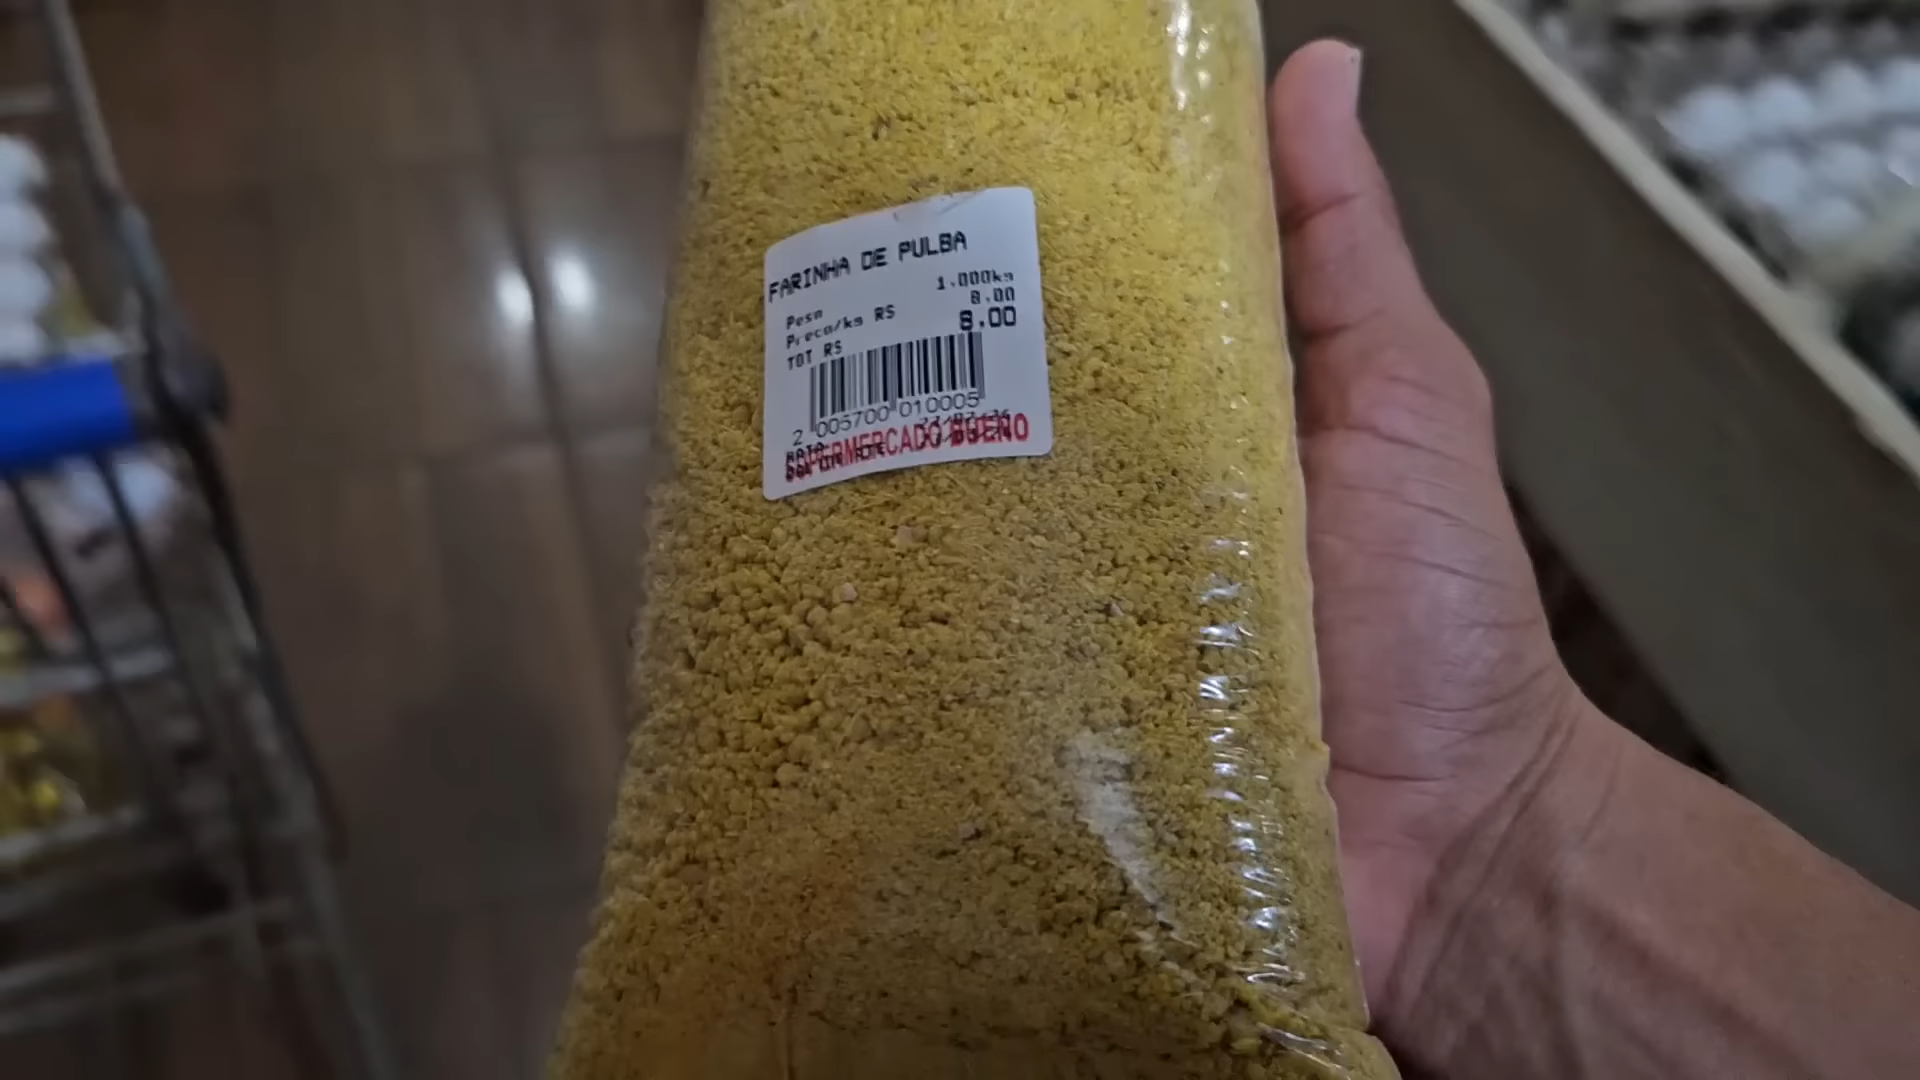 FARINHA DE PULBA
Peso 1.000kg
Preco/kg R$ 8.00
TOT R$ 8,00
2 005700 010005
SUPERMERCADO BUENO